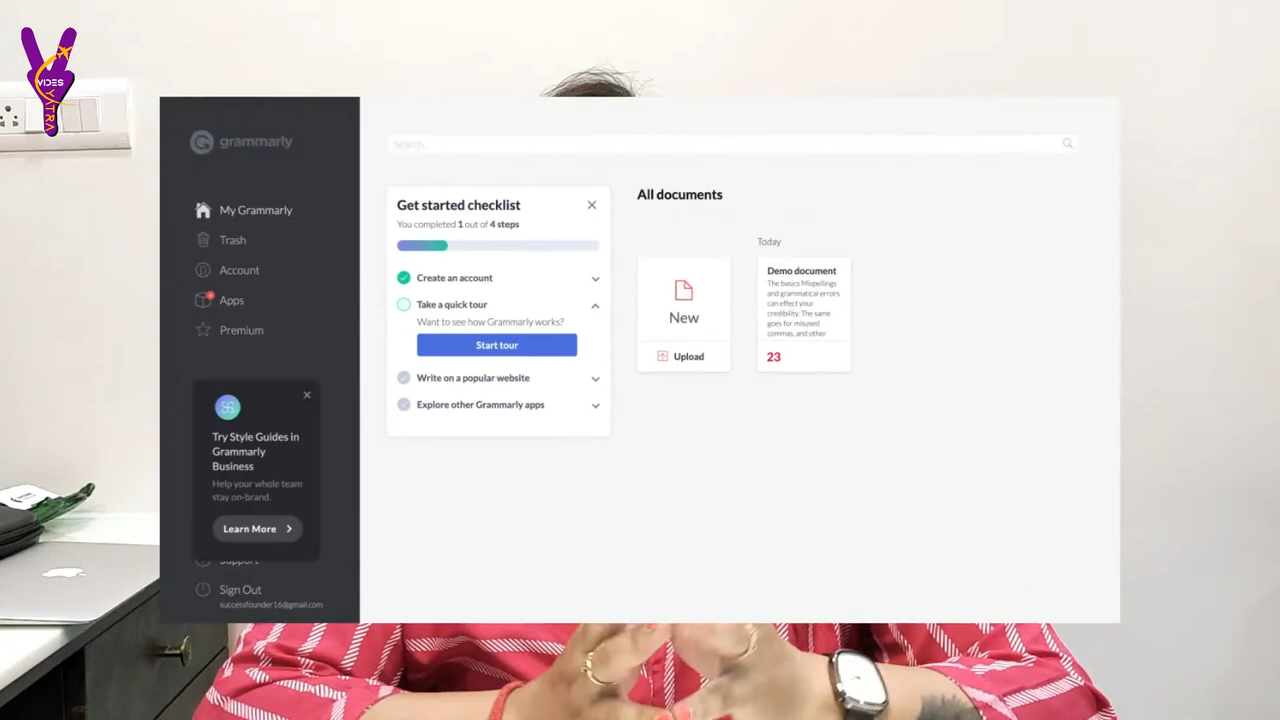 VIDES
YATRA
grammarly
Search...
My Grammarly
Trash
Account
Apps
Premium
Try Style Guides in
Grammarly
Business
Help your whole team
stay on-brand.
Learn More
Support
Sign Out
successfounder16@gmail.com
Get started checklist
You completed 1 out of 4 steps
Create an account
Take a quick tour
Want to see how Grammarly works?
Start tour
Write on a popular website
Explore other Grammarly apps
All documents
New
Upload
Today
Demo document
The basics Mispellings
and grammatical errors
can effect your
credibility. The same
goes for misused
commas, and other
23